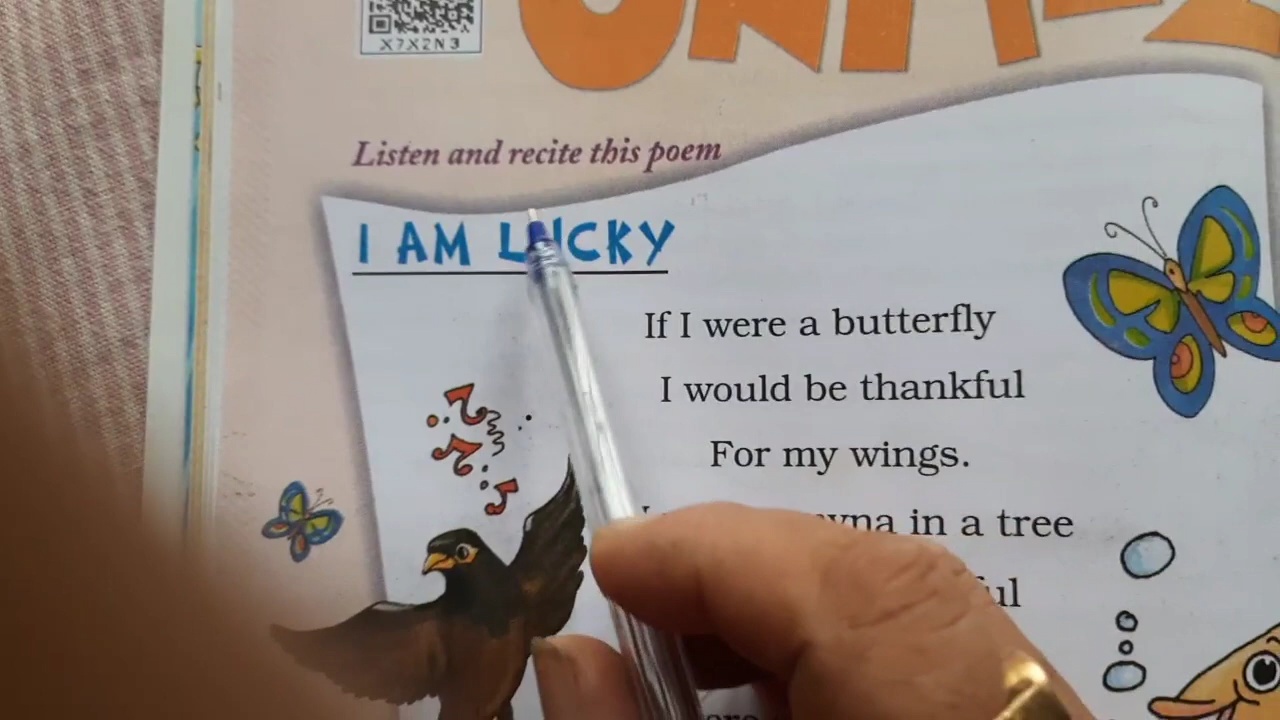 X7X2N3
Listen and recite this poem
I AM LUCKY
If I were a butterfly
I would be thankful
For my wings.
in a tree